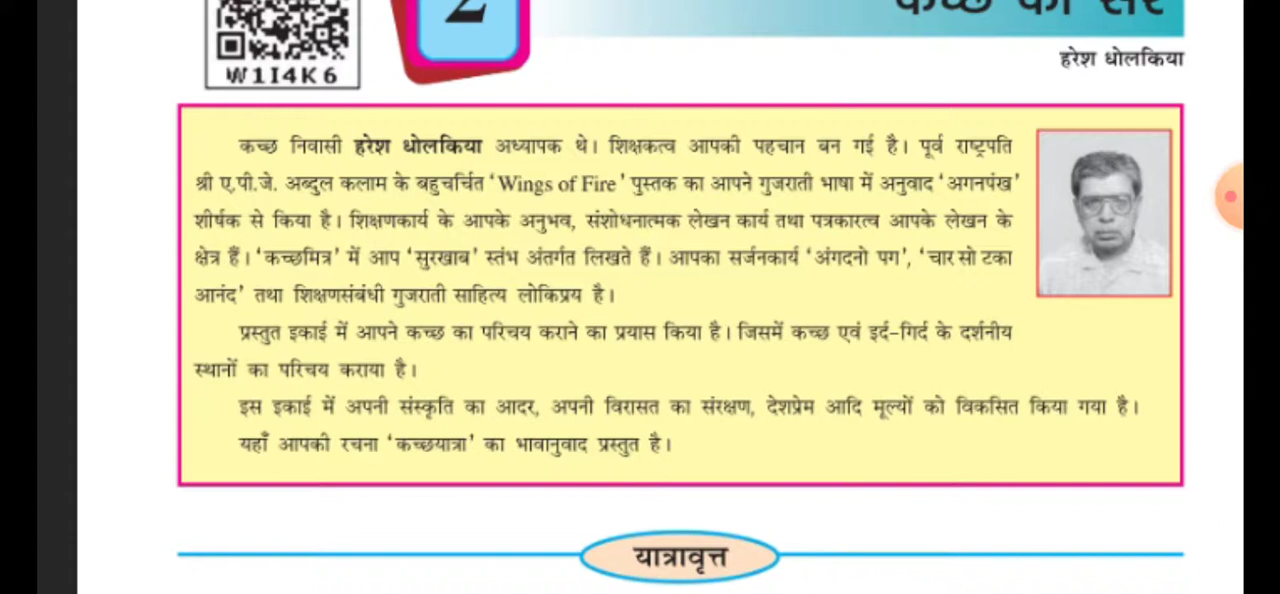 2
कच्छ की सैर
W1I4K6
हरेश धोलकिया
कच्छ निवासी हरेश धोलकिया अध्यापक थे। शिक्षकत्व आपकी पहचान बन गई है। पूर्व राष्ट्रपति
श्री ए.पी.जे. अब्दुल कलाम के बहुचर्चित ‘Wings of Fire’ पुस्तक का आपने गुजराती भाषा में अनुवाद ‘अगनपंख’
शीर्षक से किया है। शिक्षणकार्य के आपके अनुभव, संशोधनात्मक लेखन कार्य तथा पत्रकारत्व आपके लेखन के
क्षेत्र हैं। ‘कच्छमित्र’ में आप ‘सुरखाब’ स्तंभ अंतर्गत लिखते हैं। आपका सर्जनकार्य ‘अंगदनो पग’, ‘चार सो टका
आनंद’ तथा शिक्षणसंबंधी गुजराती साहित्य लोकप्रिय है।
प्रस्तुत इकाई में आपने कच्छ का परिचय कराने का प्रयास किया है। जिसमें कच्छ एवं इर्द-गिर्द के दर्शनीय
स्थानों का परिचय कराया है।
इस इकाई में अपनी संस्कृति का आदर, अपनी विरासत का संरक्षण, देशप्रेम आदि मूल्यों को विकसित किया गया है।
यहाँ आपकी रचना ‘कच्छयात्रा’ का भावानुवाद प्रस्तुत है।
यात्रावृत्त